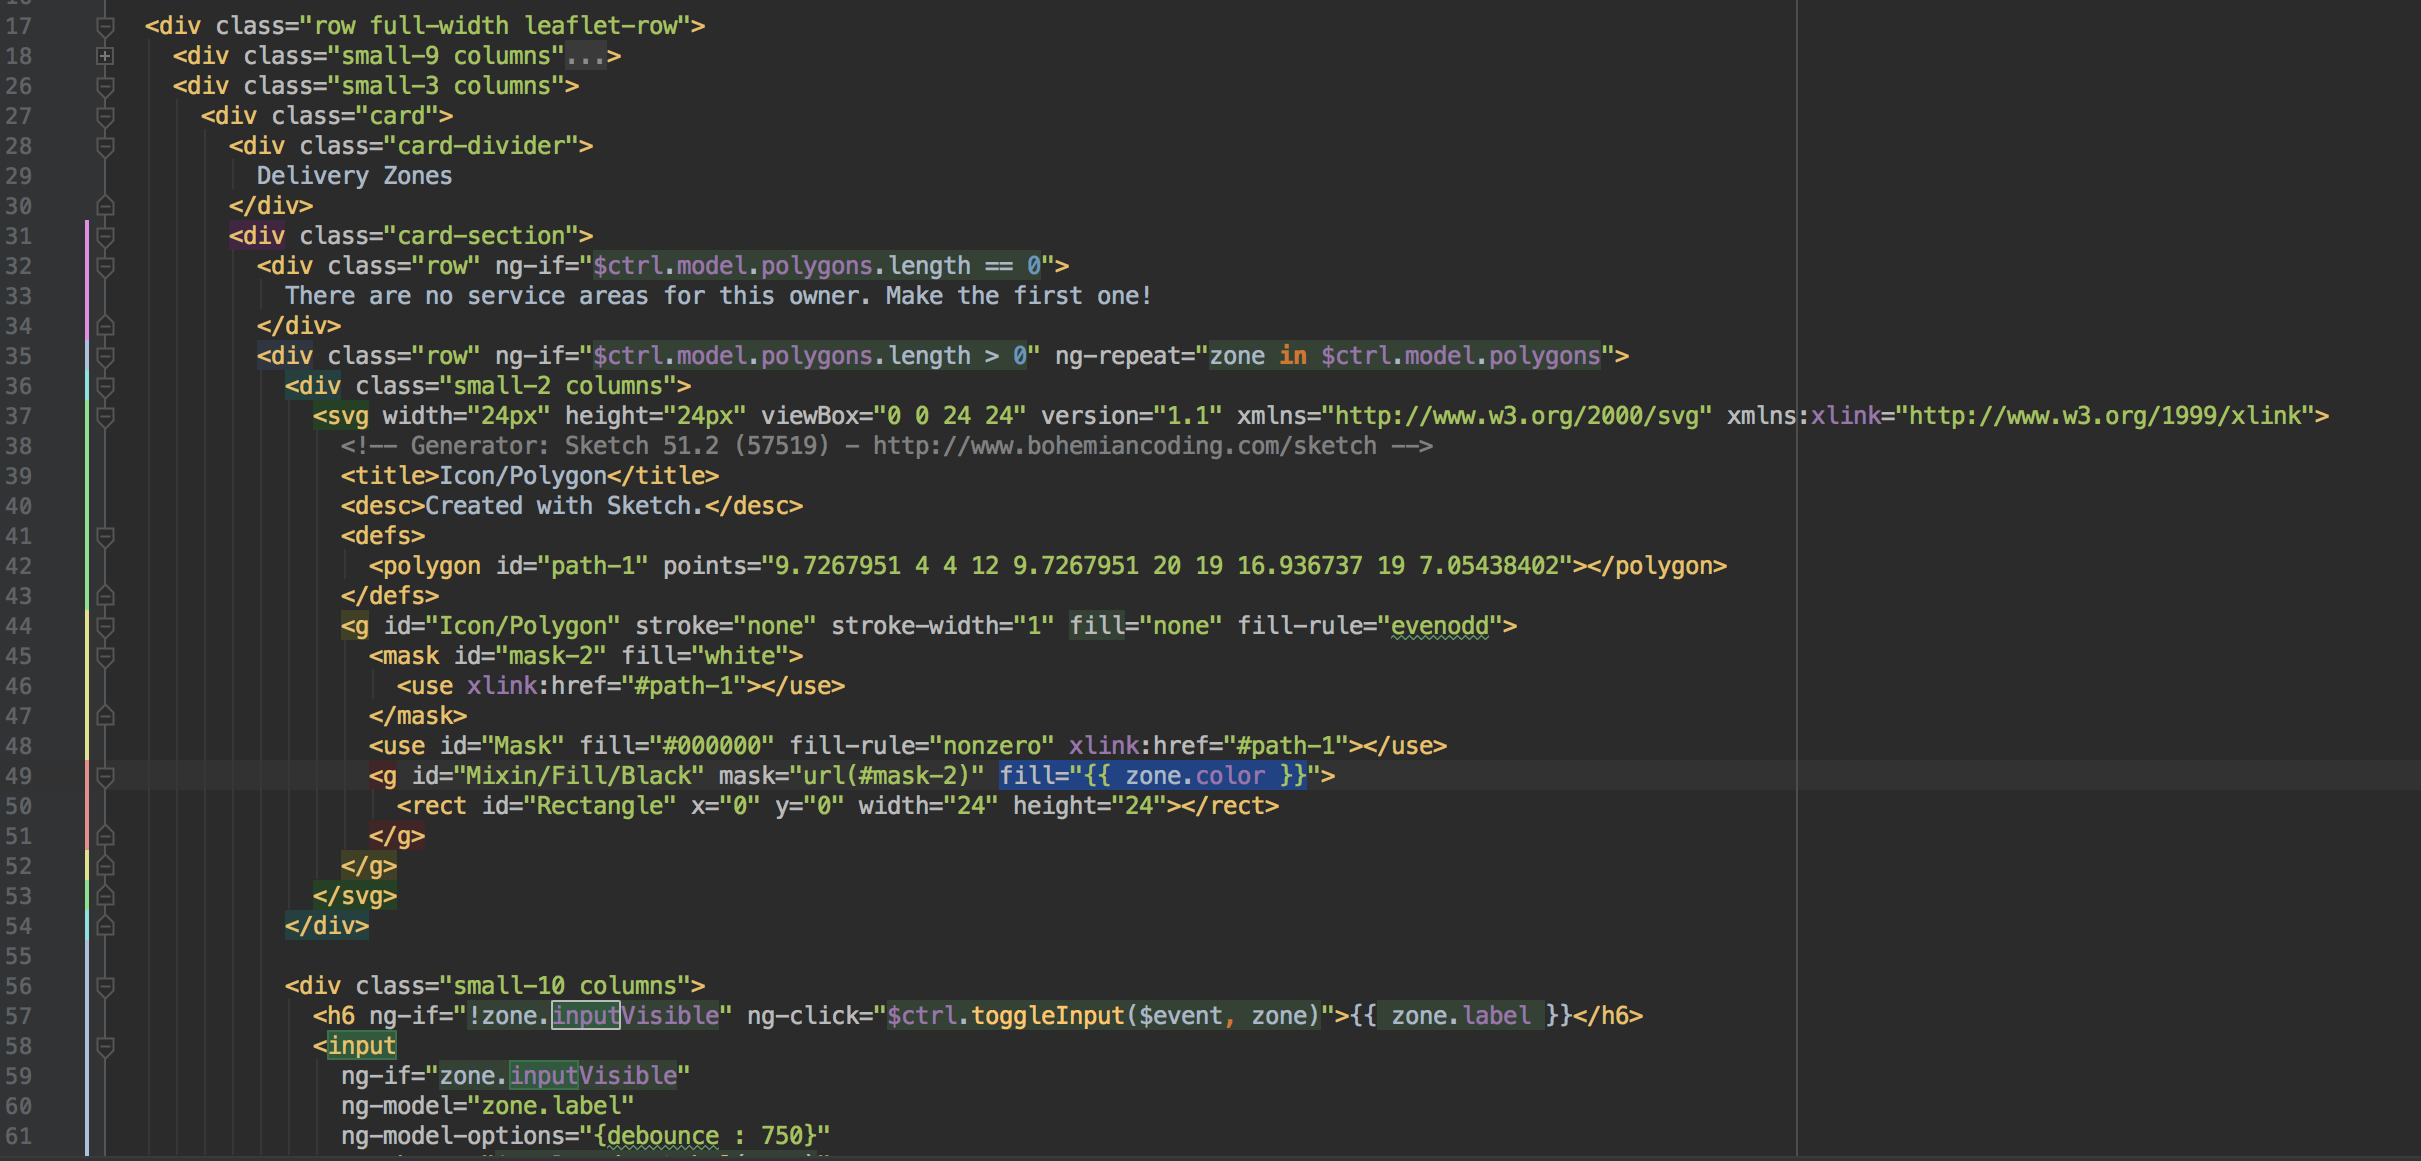 17 <div class="row full-width leaflet-row">
18 <div class="small-9 columns"...>
26 <div class="small-3 columns">
27 <div class="card">
28 <div class="card-divider">
29 Delivery Zones
30 </div>
31 <div class="card-section">
32 <div class="row" ng-if="$ctrl.model.polygons.length == 0">
33 There are no service areas for this owner. Make the first one!
34 </div>
35 <div class="row" ng-if="$ctrl.model.polygons.length > 0" ng-repeat="zone in $ctrl.model.polygons">
36 <div class="small-2 columns">
37 <svg width="24px" height="24px" viewBox="0 0 24 24" version="1.1" xmlns="http://www.w3.org/2000/svg" xmlns:xlink="http://www.w3.org/1999/xlink">
38 <!-- Generator: Sketch 51.2 (57519) - http://www.bohemiancoding.com/sketch -->
39 <title>Icon/Polygon</title>
40 <desc>Created with Sketch.</desc>
41 <defs>
42 <polygon id="path-1" points="9.7267951 4 4 12 9.7267951 20 19 16.936737 19 7.05438402"></polygon>
43 </defs>
44 <g id="Icon/Polygon" stroke="none" stroke-width="1" fill="none" fill-rule="evenodd">
45 <mask id="mask-2" fill="white">
46 <use xlink:href="#path-1"></use>
47 </mask>
48 <use id="Mask" fill="#000000" fill-rule="nonzero" xlink:href="#path-1"></use>
49 <g id="Mixin/Fill/Black" mask="url(#mask-2)" fill="{{ zone.color }}">
50 <rect id="Rectangle" x="0" y="0" width="24" height="24"></rect>
51 </g>
52 </g>
53 </svg>
54 </div>
55
56 <div class="small-10 columns">
57 <h6 ng-if="!zone.inputVisible" ng-click="$ctrl.toggleInput($event, zone)">{{ zone.label }}</h6>
58 <input
59 ng-if="zone.inputVisible"
60 ng-model="zone.label"
61 ng-model-options="{debounce : 750}"